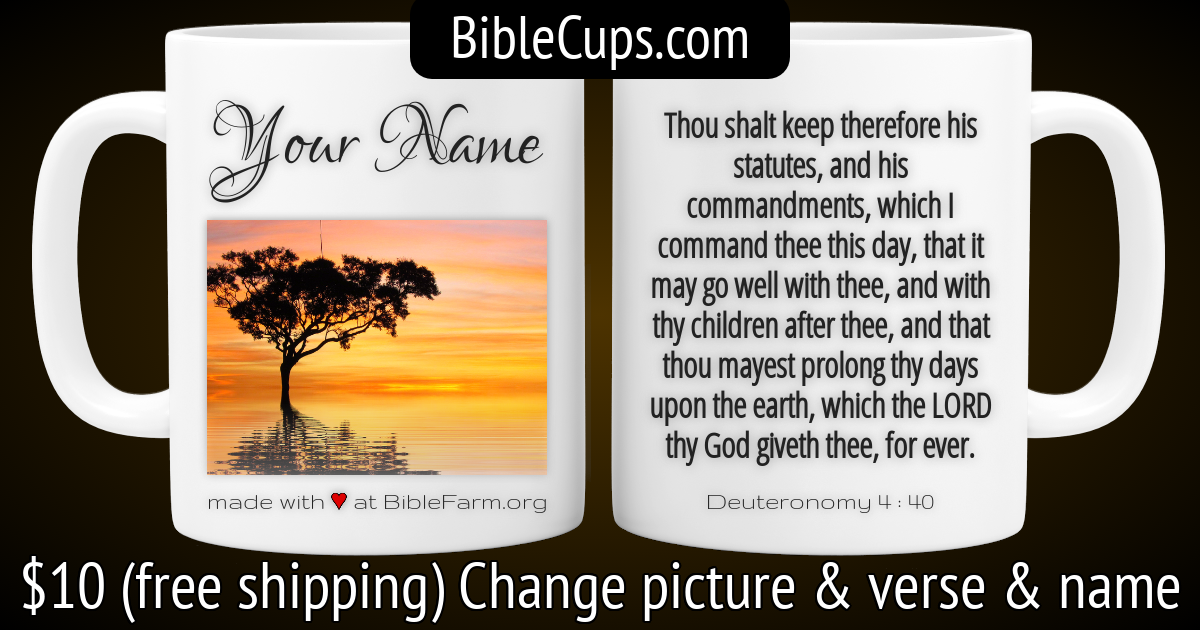 BibleCups.com
Your Name
made with ♥ at BibleFarm.org
Thou shalt keep therefore his
statutes, and his
commandments, which I
command thee this day, that it
may go well with thee, and with
thy children after thee, and that
thou mayest prolong thy days
upon the earth, which the LORD
thy God giveth thee, for ever.
Deuteronomy 4 : 40
$10 (free shipping) Change picture & verse & name